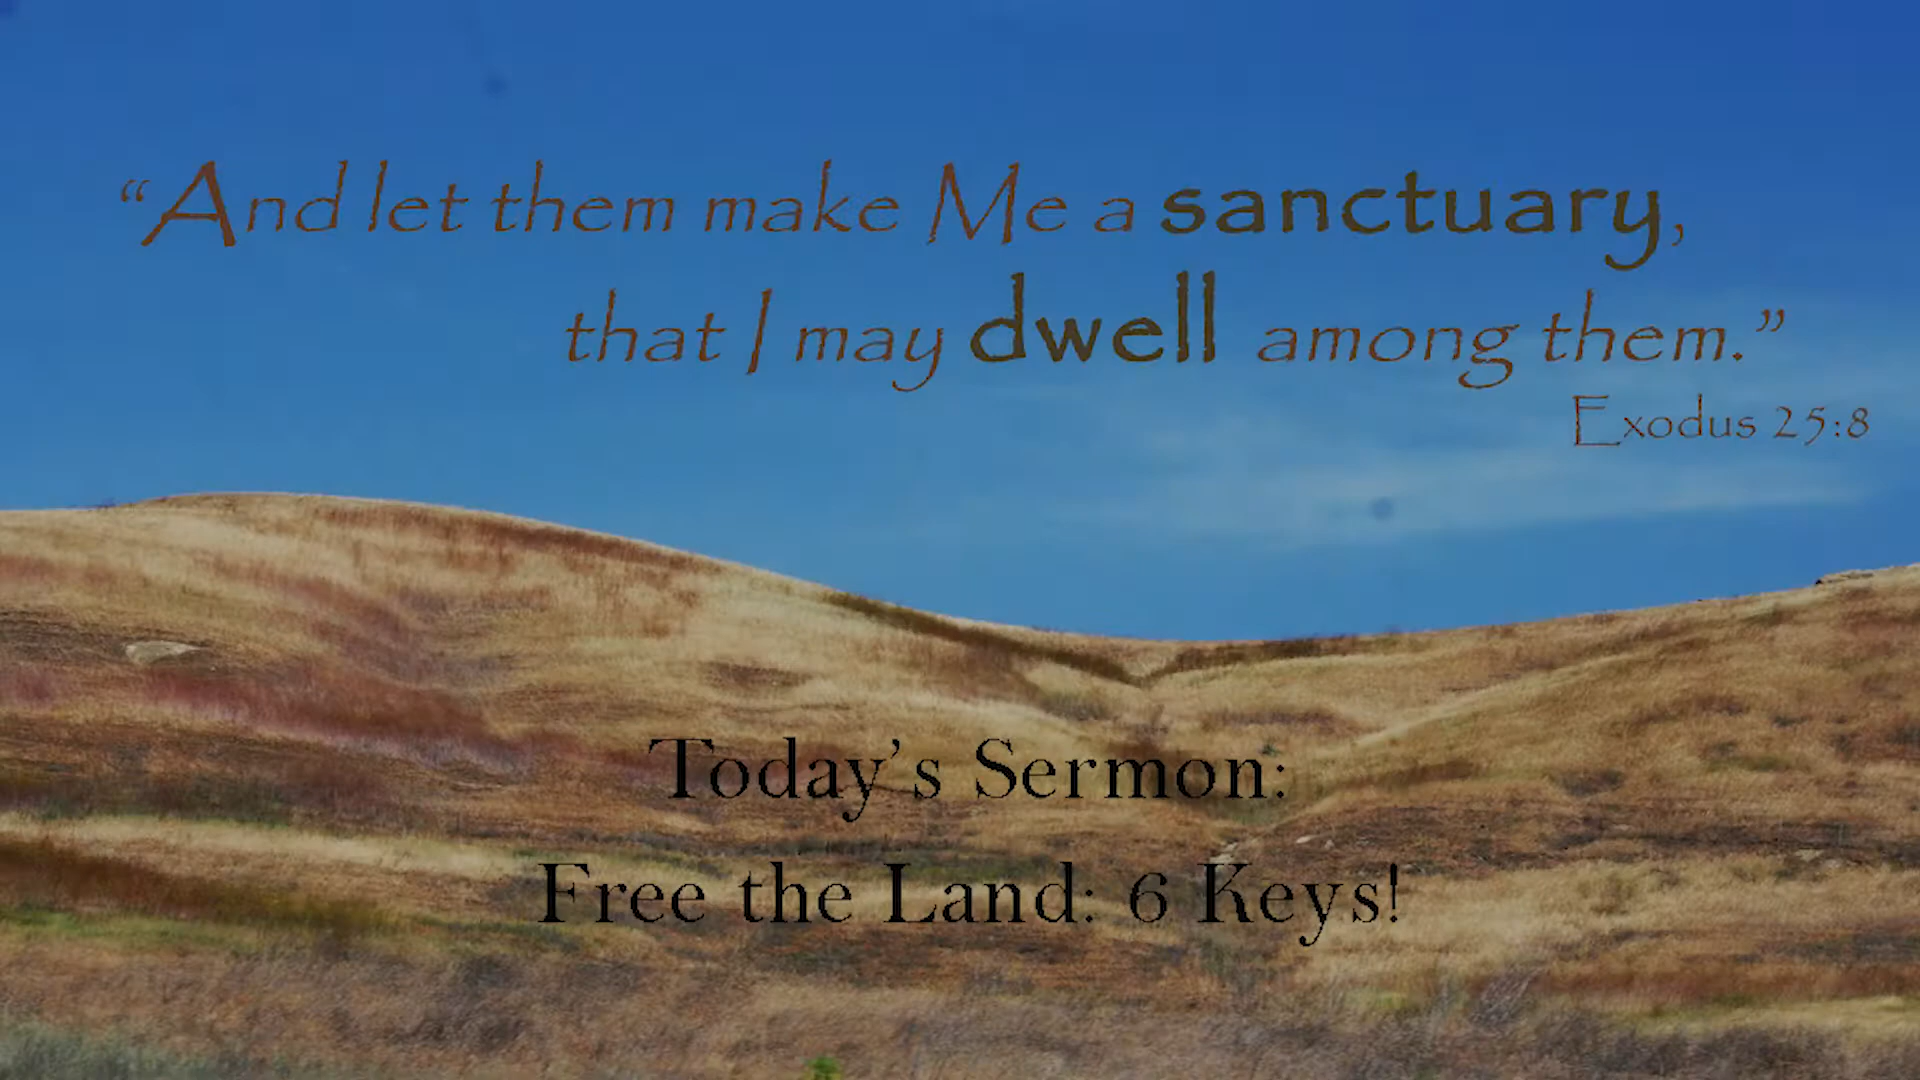 “And let them make Me a sanctuary,
that I may dwell among them.”
Exodus 25:8
Today’s Sermon:
Free the Land: 6 Keys!